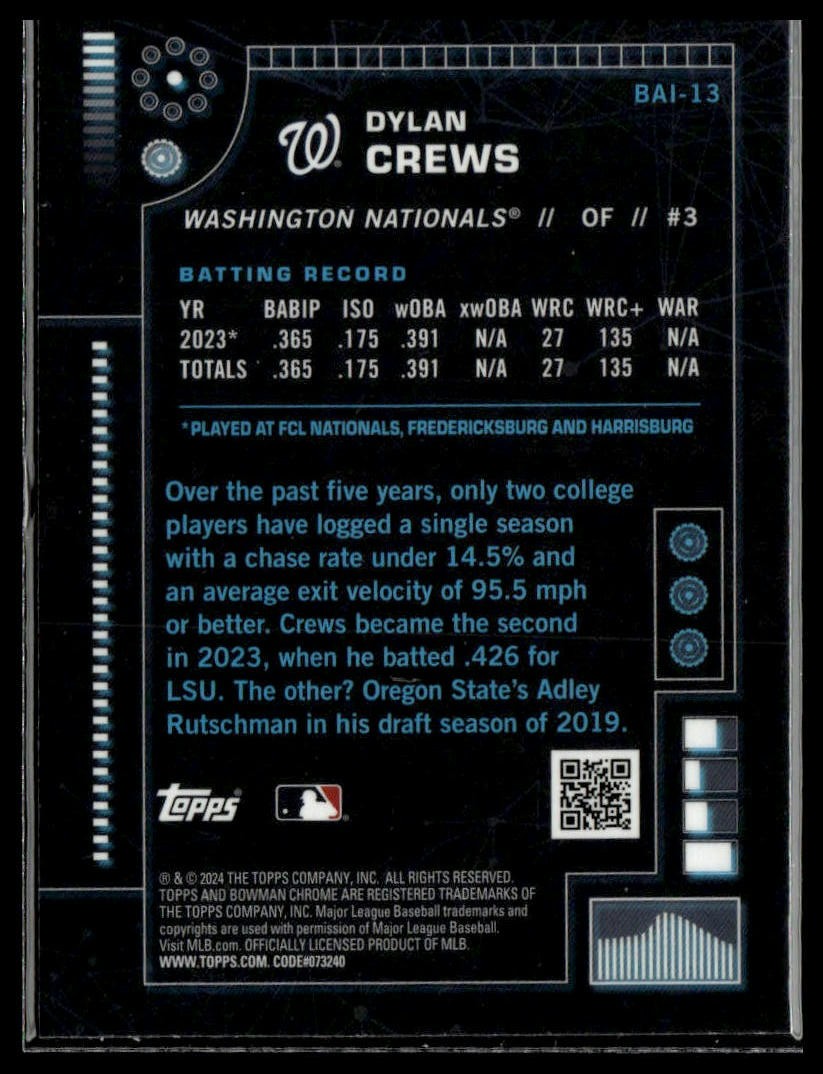 BAI-13
W
DYLAN
CREWS
WASHINGTON NATIONALS® // OF // #3
BATTING RECORD
YR BABIP ISO wOBA xwOBA WRC WRC+ WAR
2023* .365 .175 .391 N/A 27 135 N/A
TOTALS .365 .175 .391 N/A 27 135 N/A
*PLAYED AT FCL NATIONALS, FREDERICKSBURG AND HARRISBURG
Over the past five years, only two college
players have logged a single season
with a chase rate under 14.5% and
an average exit velocity of 95.5 mph
or better. Crews became the second
in 2023, when he batted .426 for
LSU. The other? Oregon State's Adley
Rutschman in his draft season of 2019.
Topps®
® & © 2024 THE TOPPS COMPANY, INC. ALL RIGHTS RESERVED.
TOPPS AND BOWMAN CHROME ARE REGISTERED TRADEMARKS OF
THE TOPPS COMPANY, INC. Major League Baseball trademarks and
copyrights are used with permission of Major League Baseball.
Visit MLB.com. OFFICIALLY LICENSED PRODUCT OF MLB.
WWW.TOPPS.COM. CODE#073240